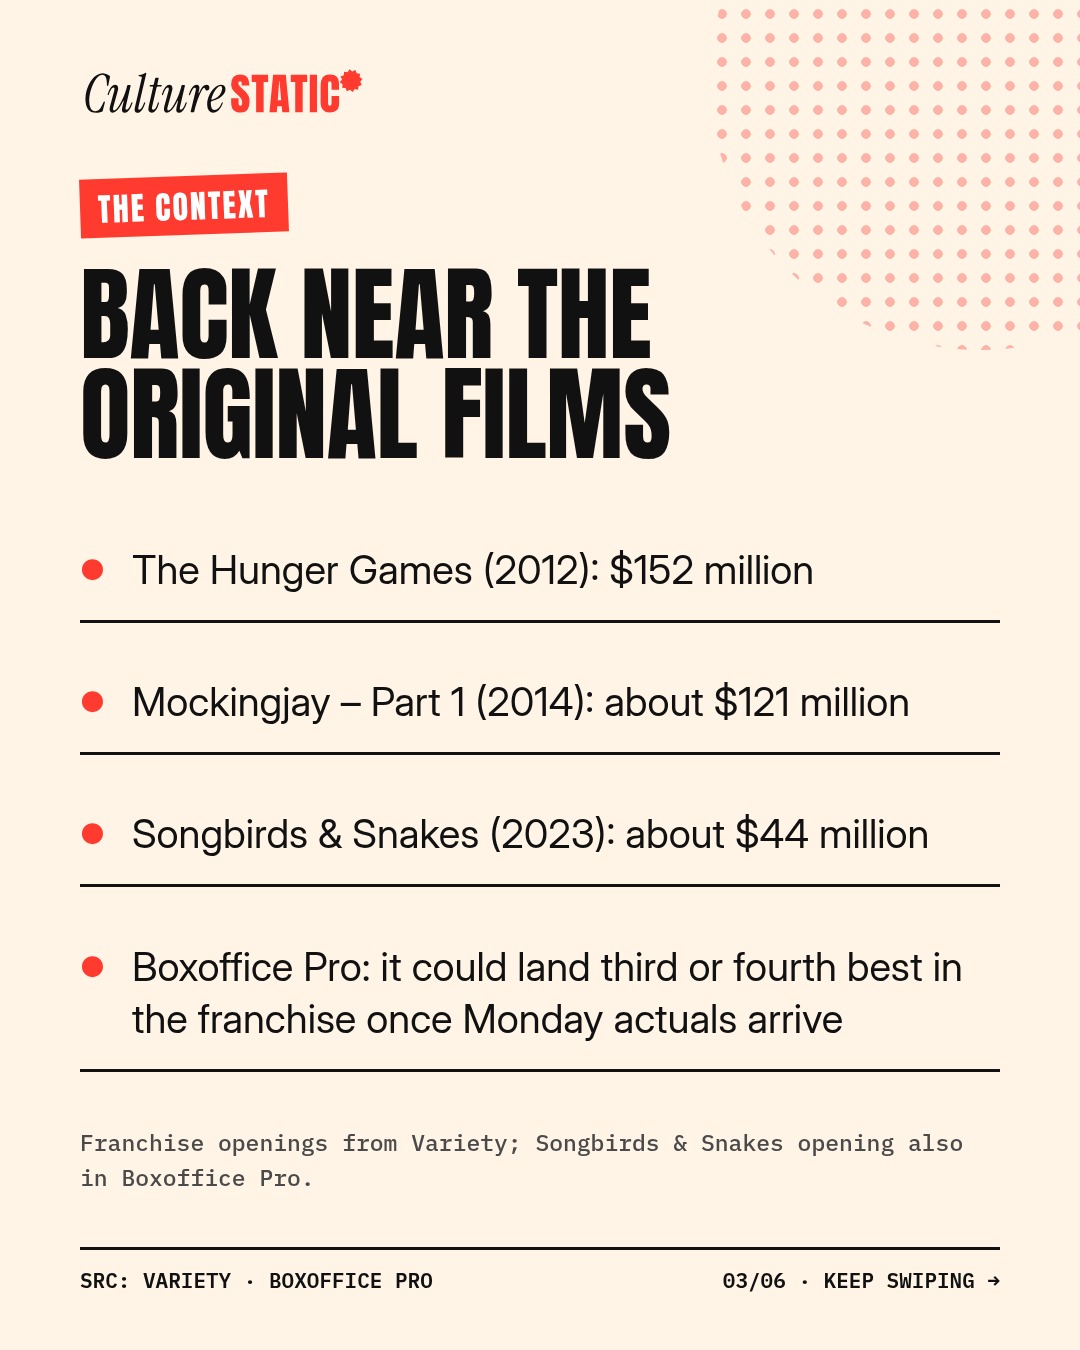 Culture STATIC
THE CONTEXT
BACK NEAR THE
ORIGINAL FILMS
The Hunger Games (2012): $152 million
Mockingjay – Part 1 (2014): about $121 million
Songbirds & Snakes (2023): about $44 million
Boxoffice Pro: it could land third or fourth best in
the franchise once Monday actuals arrive
Franchise openings from Variety; Songbirds & Snakes opening also
in Boxoffice Pro.
SRC: VARIETY · BOXOFFICE PRO
03/06 · KEEP SWIPING →